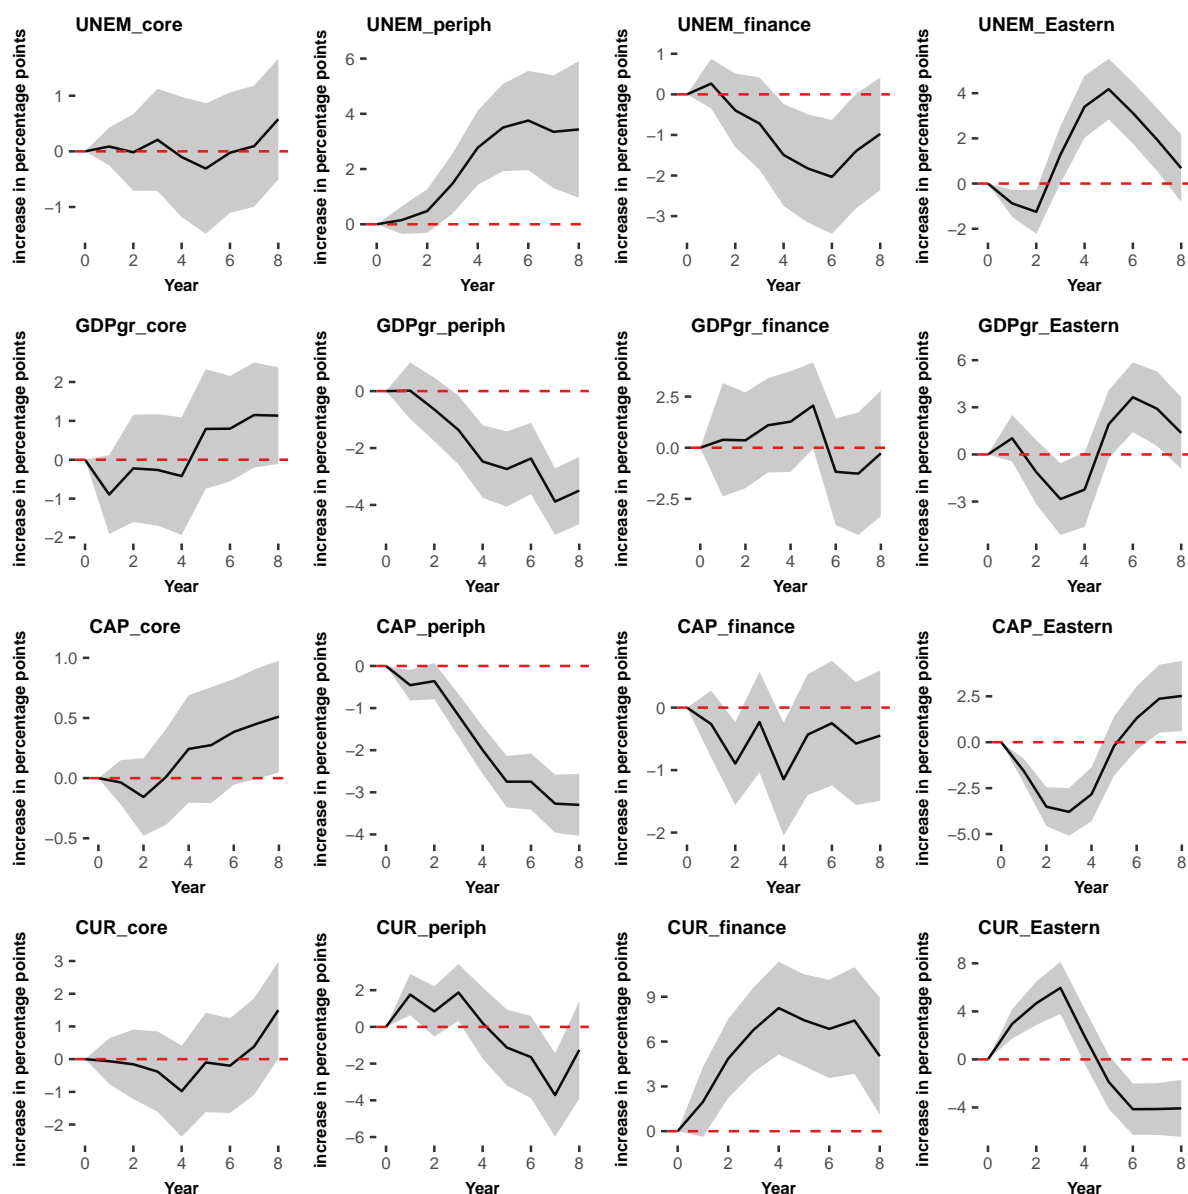 UNEM_core
UNEM_periph
UNEM_finance
UNEM_Eastern
increase in percentage points
1
0
−1
0 2 4 6 8
Year
increase in percentage points
6
4
2
0
0 2 4 6 8
Year
increase in percentage points
1
0
−1
−2
−3
0 2 4 6 8
Year
increase in percentage points
4
2
0
−2
0 2 4 6 8
Year
GDPgr_core
GDPgr_periph
GDPgr_finance
GDPgr_Eastern
increase in percentage points
2
1
0
−1
−2
0 2 4 6 8
Year
increase in percentage points
0
−2
−4
0 2 4 6 8
Year
increase in percentage points
2.5
0.0
−2.5
0 2 4 6 8
Year
increase in percentage points
6
3
0
−3
0 2 4 6 8
Year
CAP_core
CAP_periph
CAP_finance
CAP_Eastern
increase in percentage points
1.0
0.5
0.0
−0.5
0 2 4 6 8
Year
increase in percentage points
0
−1
−2
−3
−4
0 2 4 6 8
Year
increase in percentage points
0
−1
−2
0 2 4 6 8
Year
increase in percentage points
2.5
0.0
−2.5
−5.0
0 2 4 6 8
Year
CUR_core
CUR_periph
CUR_finance
CUR_Eastern
increase in percentage points
3
2
1
0
−1
−2
0 2 4 6 8
Year
increase in percentage points
4
2
0
−2
−4
−6
0 2 4 6 8
Year
increase in percentage points
9
6
3
0
0 2 4 6 8
Year
increase in percentage points
8
4
0
−4
0 2 4 6 8
Year